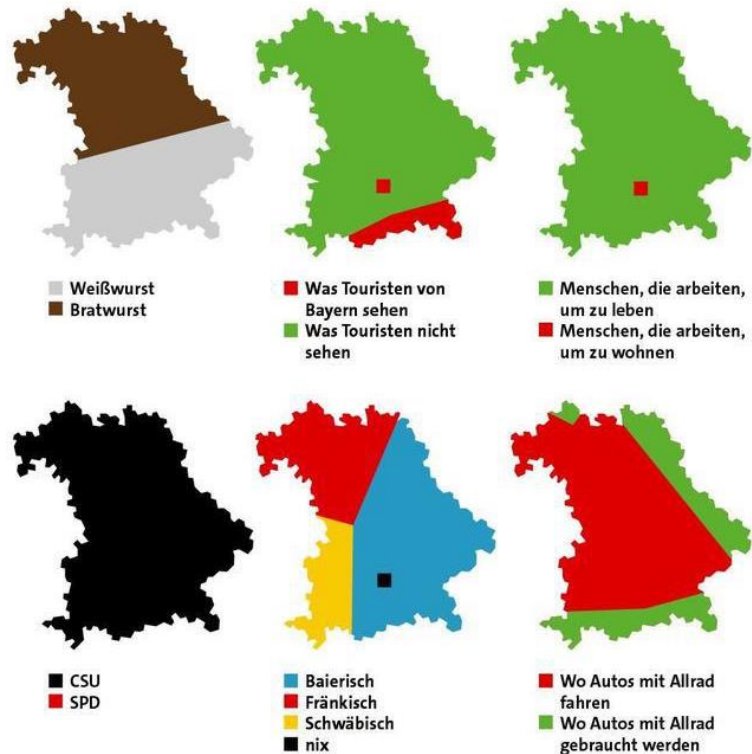 Weißwurst
Bratwurst
Was Touristen von
Bayern sehen
Was Touristen nicht
sehen
Menschen, die arbeiten,
um zu leben
Menschen, die arbeiten,
um zu wohnen
CSU
SPD
Baierisch
Fränkisch
Schwäbisch
nix
Wo Autos mit Allrad
fahren
Wo Autos mit Allrad
gebraucht werden